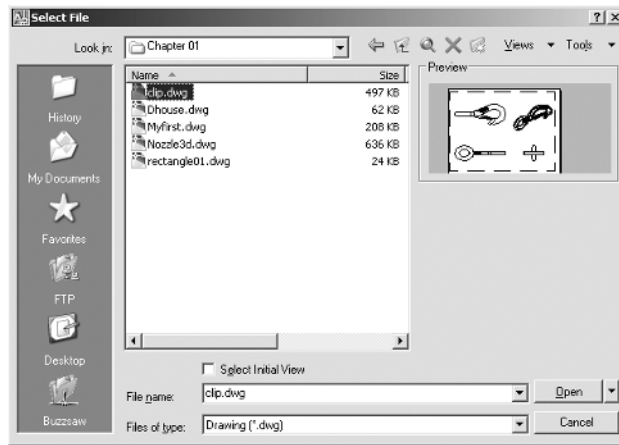 Select File
Look in:
Chapter 01
Views
Tools
History
My Documents
Favorites
FTP
Desktop
Buzzsaw
Name
Size
clip.dwg
497 KB
Dhouse.dwg
62 KB
Myfirst.dwg
208 KB
Nozzle3d.dwg
636 KB
rectangle01.dwg
24 KB
Preview
Select Initial View
File name:
clip.dwg
Open
Files of type:
Drawing (*.dwg)
Cancel